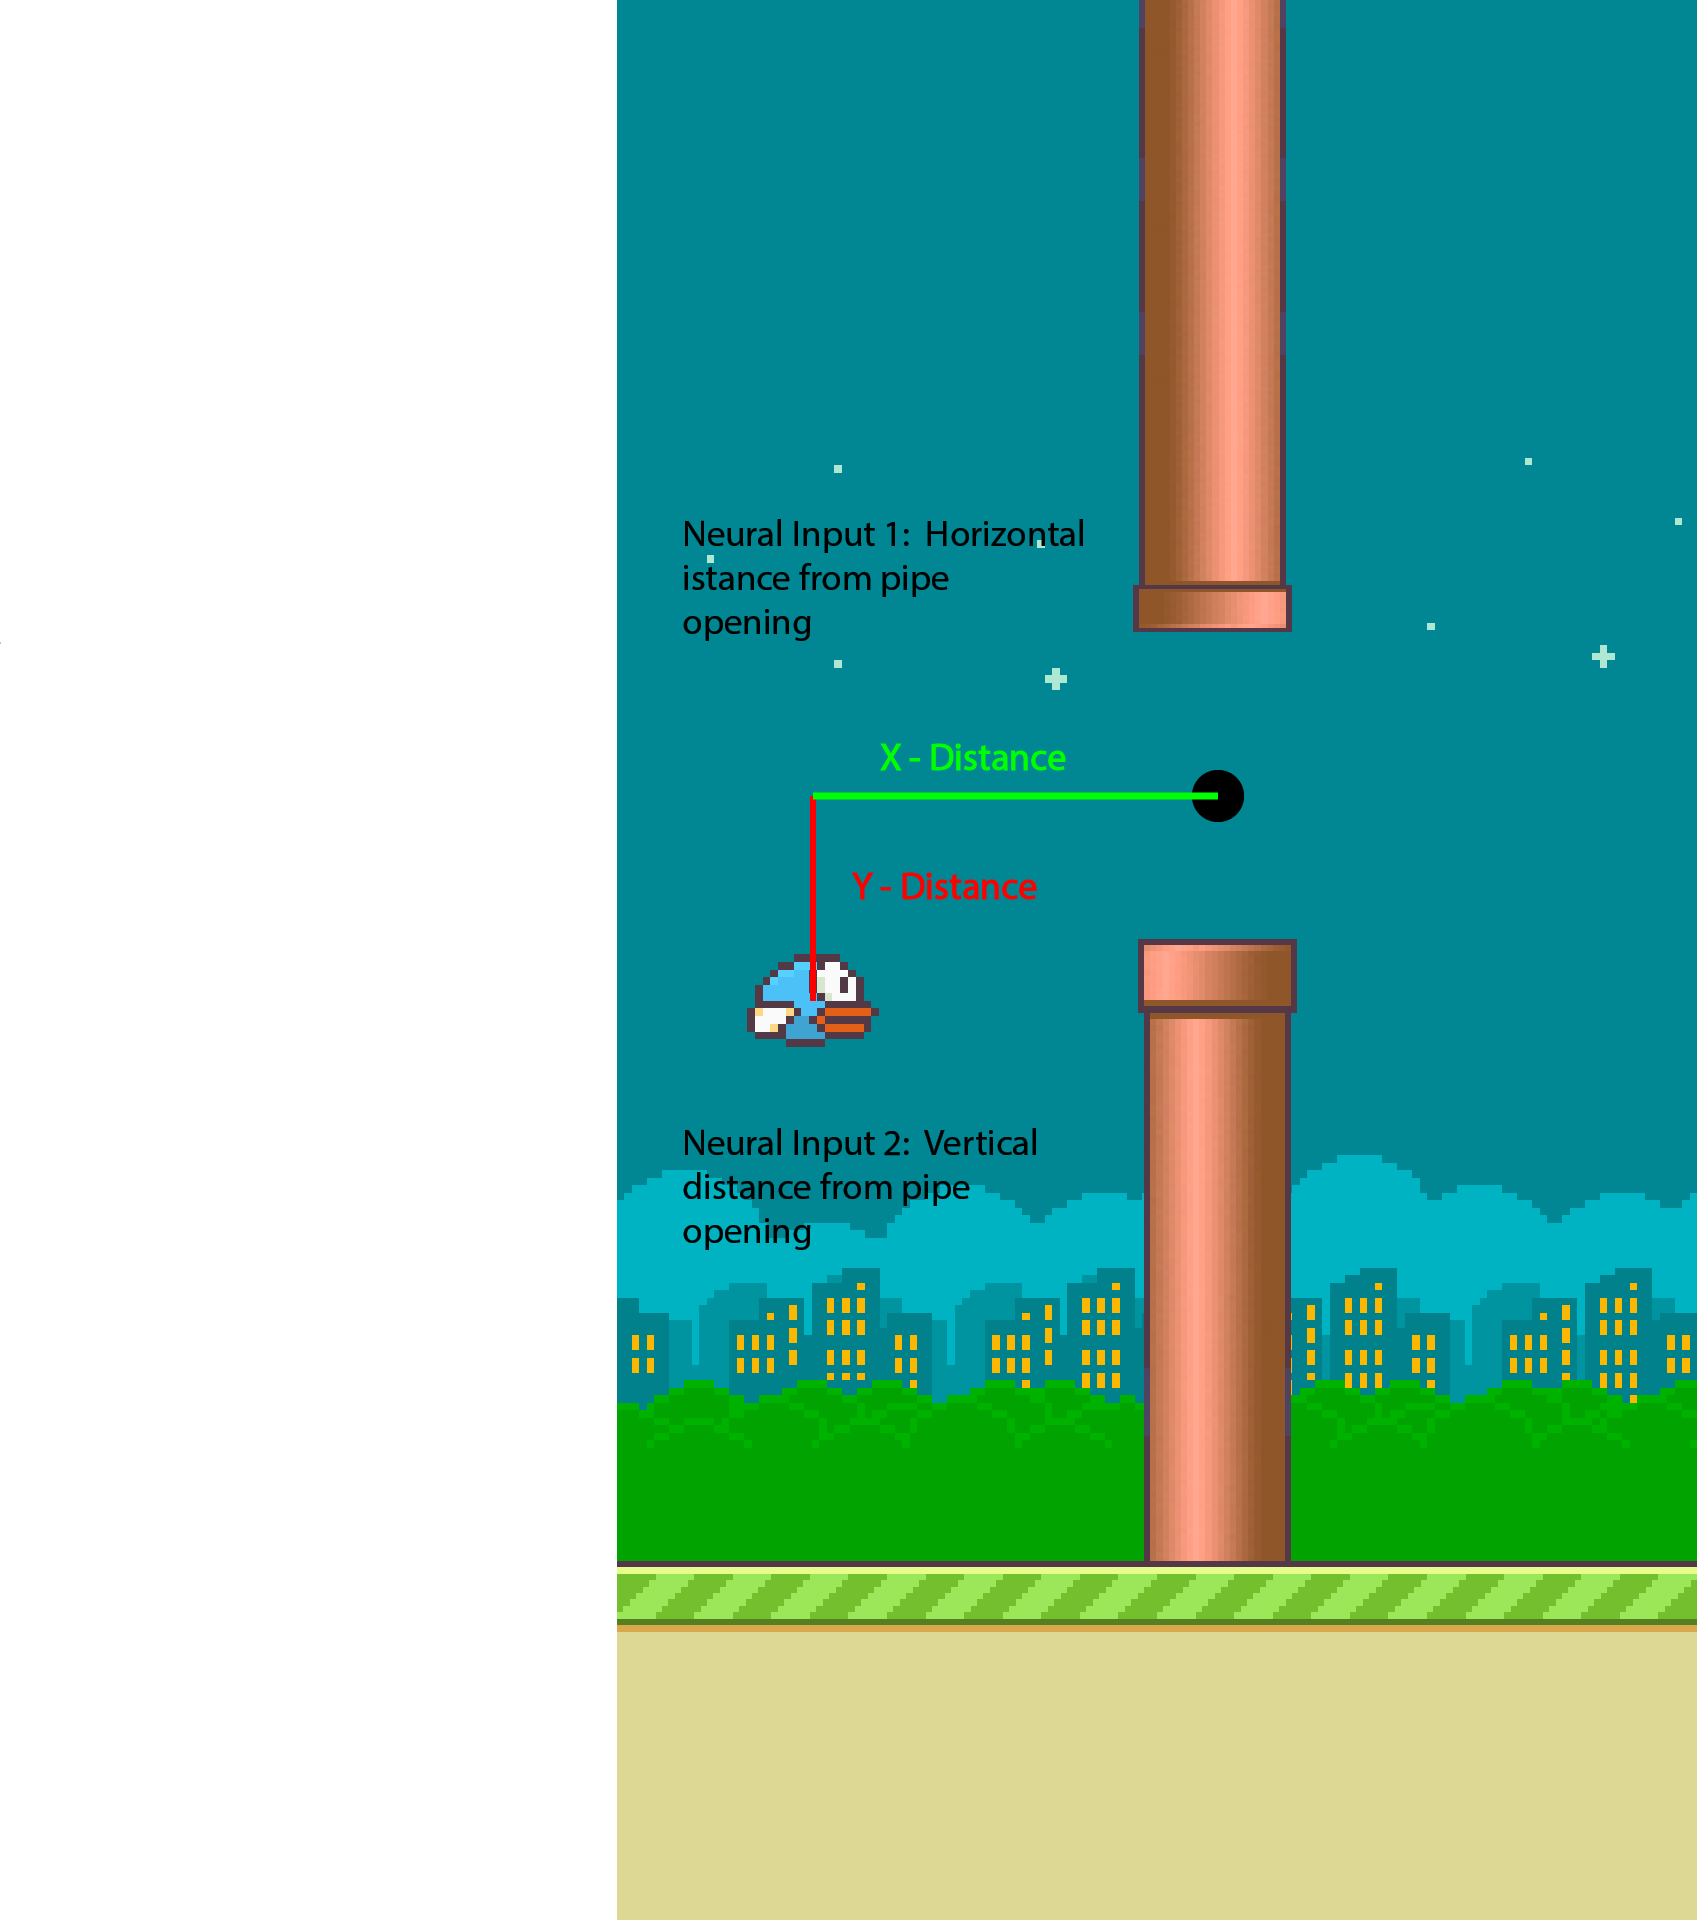 Neural Input 1:  Horizontal
istance from pipe
opening
X - Distance
Y - Distance
Neural Input 2:  Vertical
distance from pipe
opening